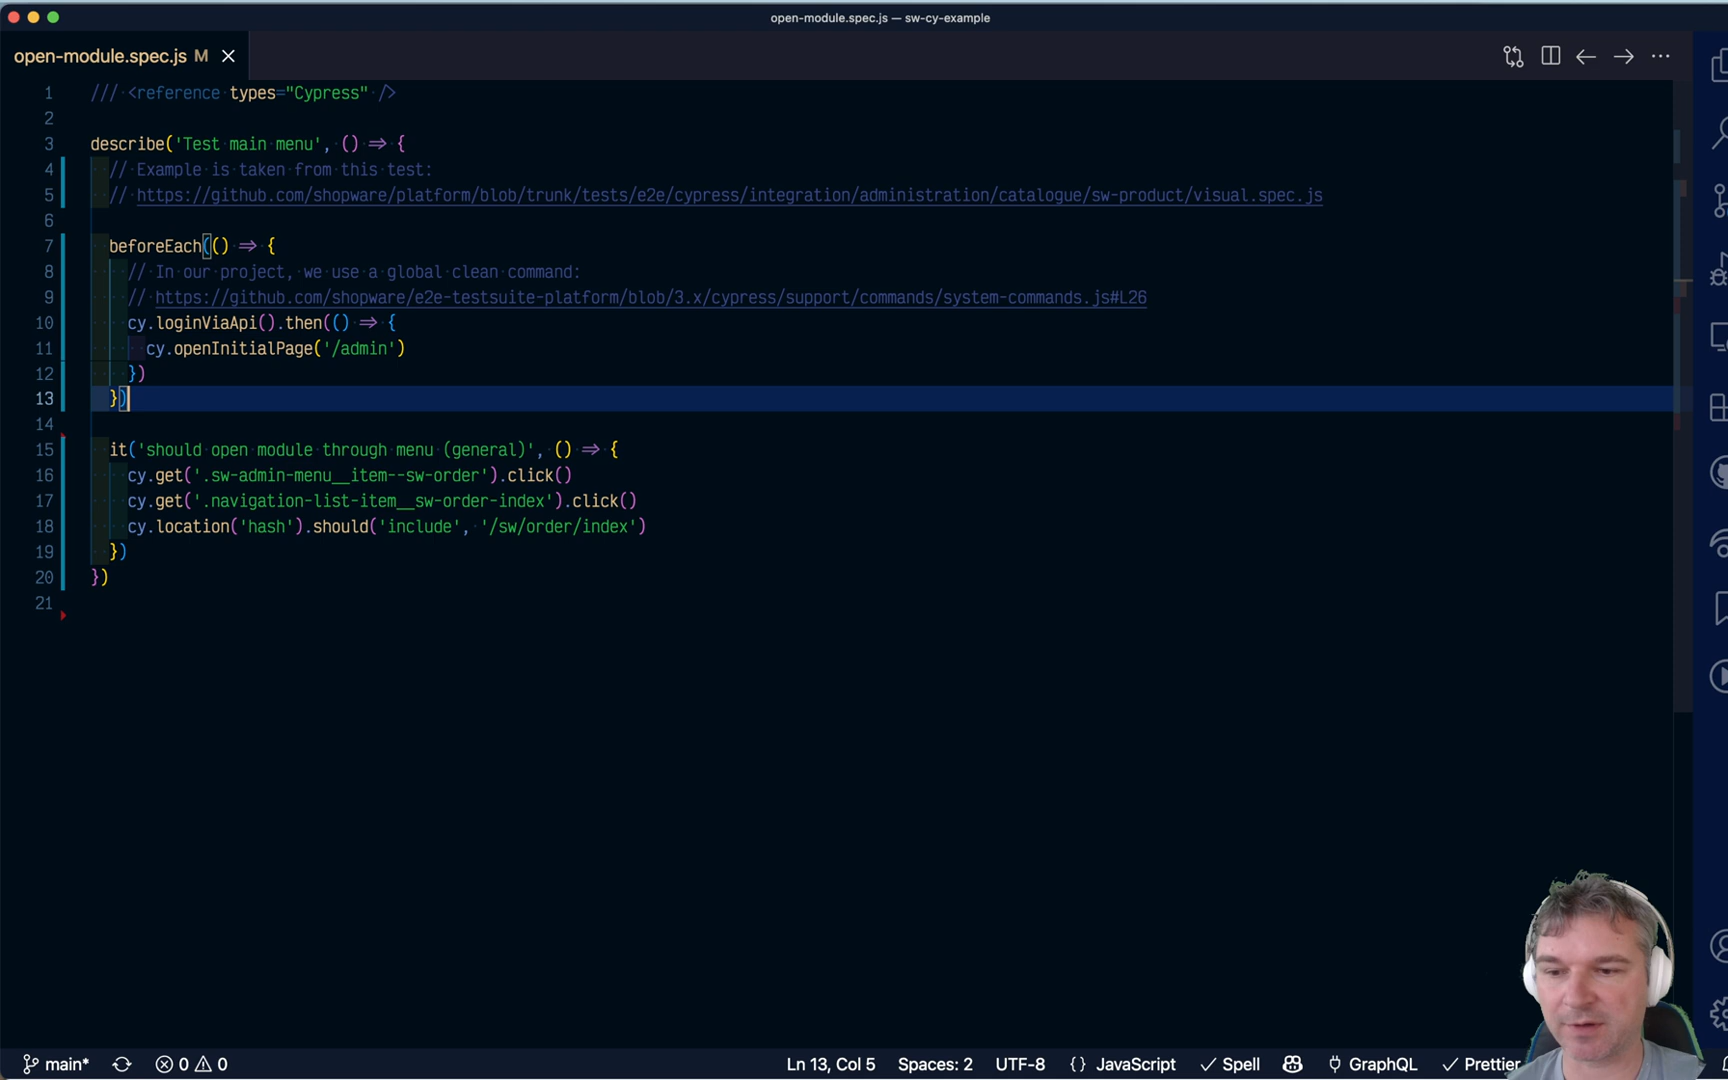 open-module.spec.js — sw-cy-example
open-module.spec.js M
1 /// <reference types="Cypress" />
2
3 describe('Test main menu', () => {
4 // Example is taken from this test:
5 // https://github.com/shopware/platform/blob/trunk/tests/e2e/cypress/integration/administration/catalogue/sw-product/visual.spec.js
6
7 beforeEach(() => {
8 // In our project, we use a global clean command:
9 // https://github.com/shopware/e2e-testsuite-platform/blob/3.x/cypress/support/commands/system-commands.js#L26
10 cy.loginViaApi().then(() => {
11 cy.openInitialPage('/admin')
12 })
13 })
14
15 it('should open module through menu (general)', () => {
16 cy.get('.sw-admin-menu__item--sw-order').click()
17 cy.get('.navigation-list-item__sw-order-index').click()
18 cy.location('hash').should('include', '/sw/order/index')
19 })
20 })
21
main* 0 0 Ln 13, Col 5 Spaces: 2 UTF-8 {} JavaScript Spell GraphQL Prettier